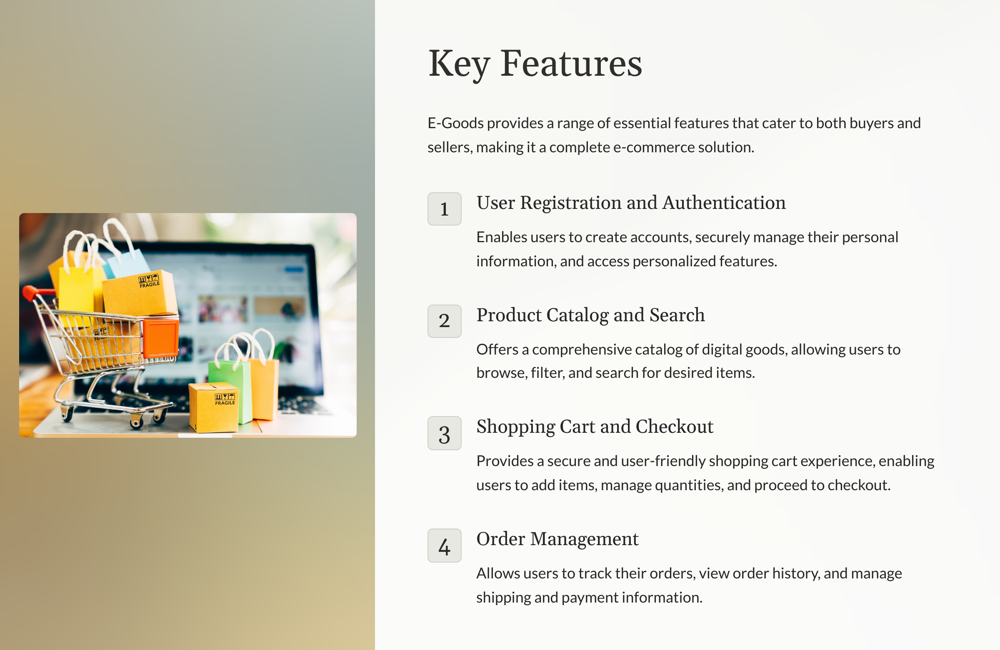 Key Features
E-Goods provides a range of essential features that cater to both buyers and
sellers, making it a complete e-commerce solution.
1
User Registration and Authentication
Enables users to create accounts, securely manage their personal
information, and access personalized features.
2
Product Catalog and Search
Offers a comprehensive catalog of digital goods, allowing users to
browse, filter, and search for desired items.
3
Shopping Cart and Checkout
Provides a secure and user-friendly shopping cart experience, enabling
users to add items, manage quantities, and proceed to checkout.
4
Order Management
Allows users to track their orders, view order history, and manage
shipping and payment information.
FRAGILE
FRAGILE